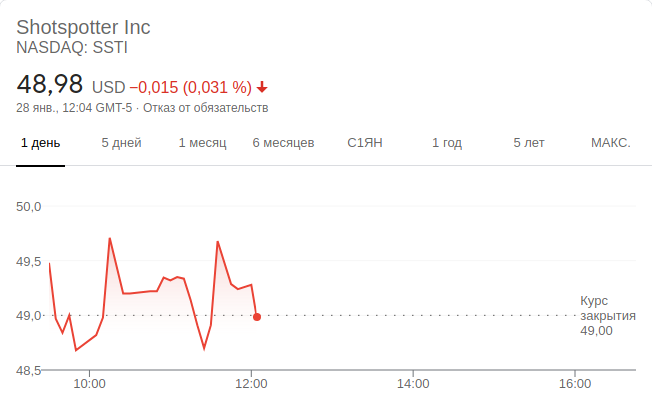 Shotspotter Inc
NASDAQ: SSTI
48,98 USD −0,015 (0,031 %)
28 янв., 12:04 GMT-5 · Отказ от обязательств
1 день 5 дней 1 месяц 6 месяцев С1ЯН 1 год 5 лет МАКС.
50,0
49,5
49,0
48,5
Курс
закрытия
49,00
10:00 12:00 14:00 16:00